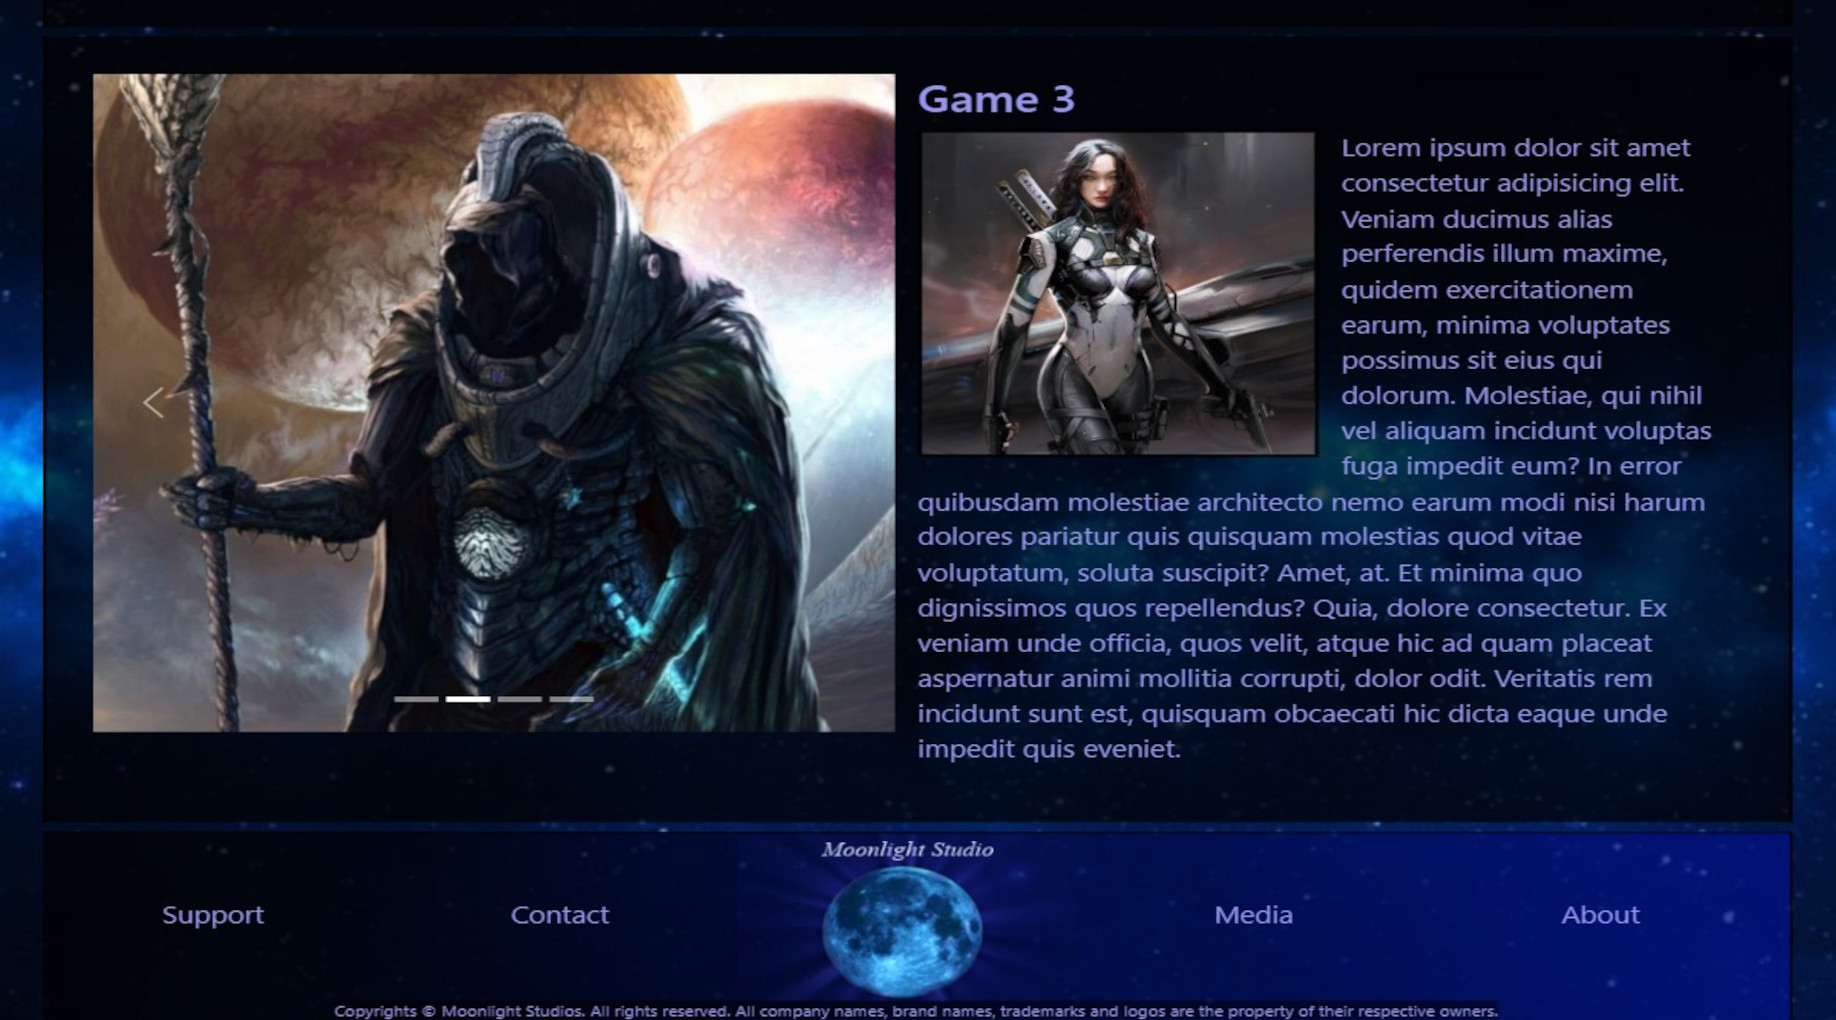 Game 3
Lorem ipsum dolor sit amet
consectetur adipisicing elit.
Veniam ducimus alias
perferendis illum maxime,
quidem exercitationem
earum, minima voluptates
possimus sit eius qui
dolorum. Molestiae, qui nihil
vel aliquam incidunt voluptas
fuga impedit eum? In error
quibusdam molestiae architecto nemo earum modi nisi harum
dolores pariatur quis quisquam molestias quod vitae
voluptatum, soluta suscipit? Amet, at. Et minima quo
dignissimos quos repellendus? Quia, dolore consectetur. Ex
veniam unde officia, quos velit, atque hic ad quam placeat
aspernatur animi mollitia corrupti, dolor odit. Veritatis rem
incidunt sunt est, quisquam obcaecati hic dicta eaque unde
impedit quis eveniet.
Moonlight Studio
Support
Contact
Media
About
Copyrights © Moonlight Studios. All rights reserved. All company names, brand names, trademarks and logos are the property of their respective owners.